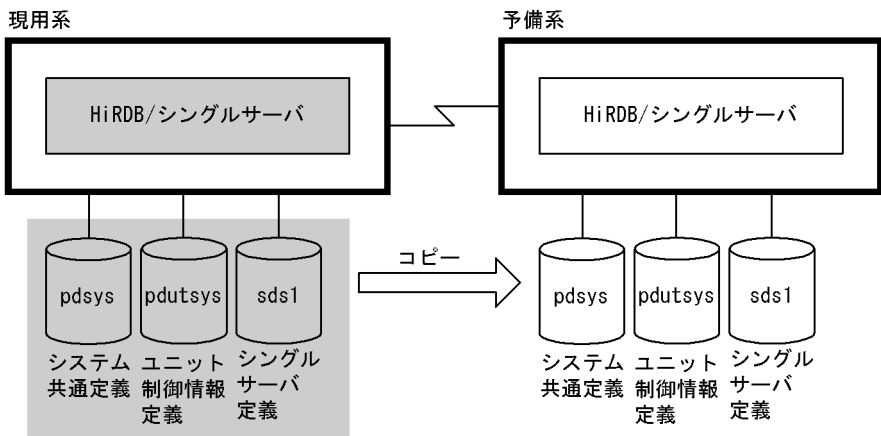 現用系
予備系
HiRDB/シングルサーバ
HiRDB/シングルサーバ
コピー
pdsys
pdutsys
sds1
pdsys
pdutsys
sds1
システム
共通定義
ユニット
制御情報
定義
シングル
サーバ
定義
システム
共通定義
ユニット
制御情報
定義
シングル
サーバ
定義